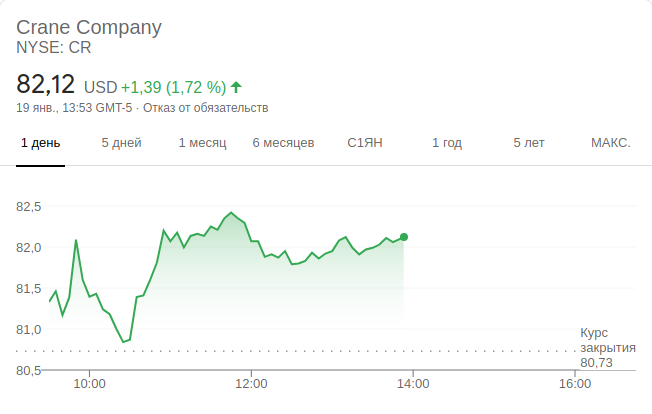 Crane Company
NYSE: CR
82,12 USD +1,39 (1,72 %)
19 янв., 13:53 GMT-5 · Отказ от обязательств
1 день 5 дней 1 месяц 6 месяцев С1ЯН 1 год 5 лет МАКС.
82,5
82,0
81,5
81,0
Курс
закрытия
80,73
80,5
10:00 12:00 14:00 16:00